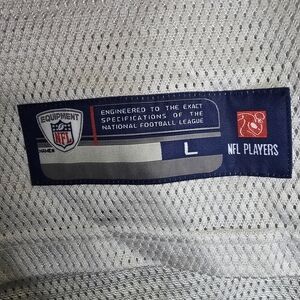 EQUIPMENT
NFL
ENGINEERED TO THE EXACT
SPECIFICATIONS OF THE
NATIONAL FOOTBALL LEAGUE
L
NFL PLAYERS